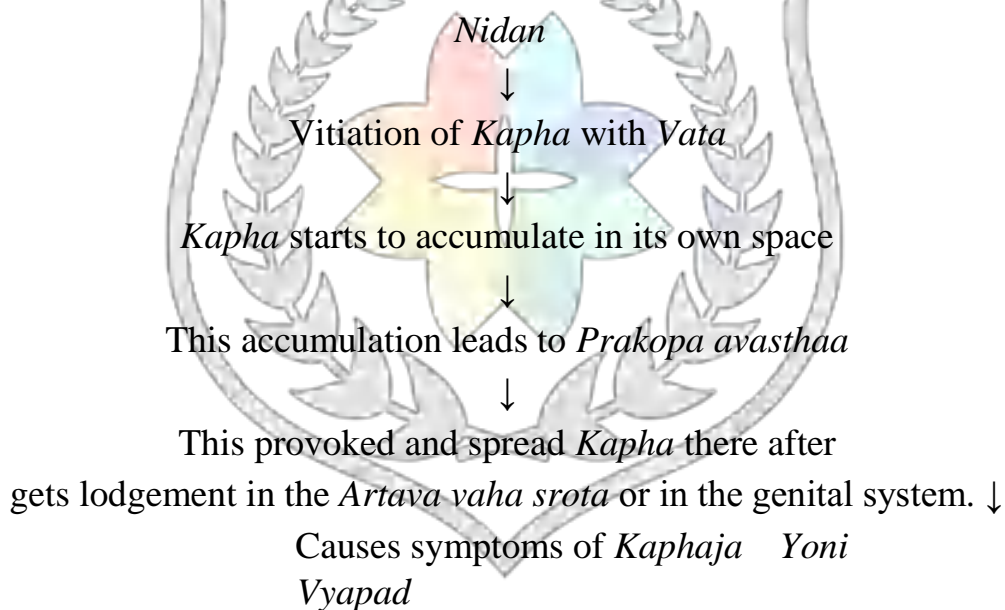 Nidan
↓
Vitiation of Kapha with Vata
↓
Kapha starts to accumulate in its own space
↓
This accumulation leads to Prakopa avasthaa
↓
This provoked and spread Kapha there after
gets lodgement in the Artava vaha srota or in the genital system. ↓
Causes symptoms of Kaphaja Yoni
Vyapad